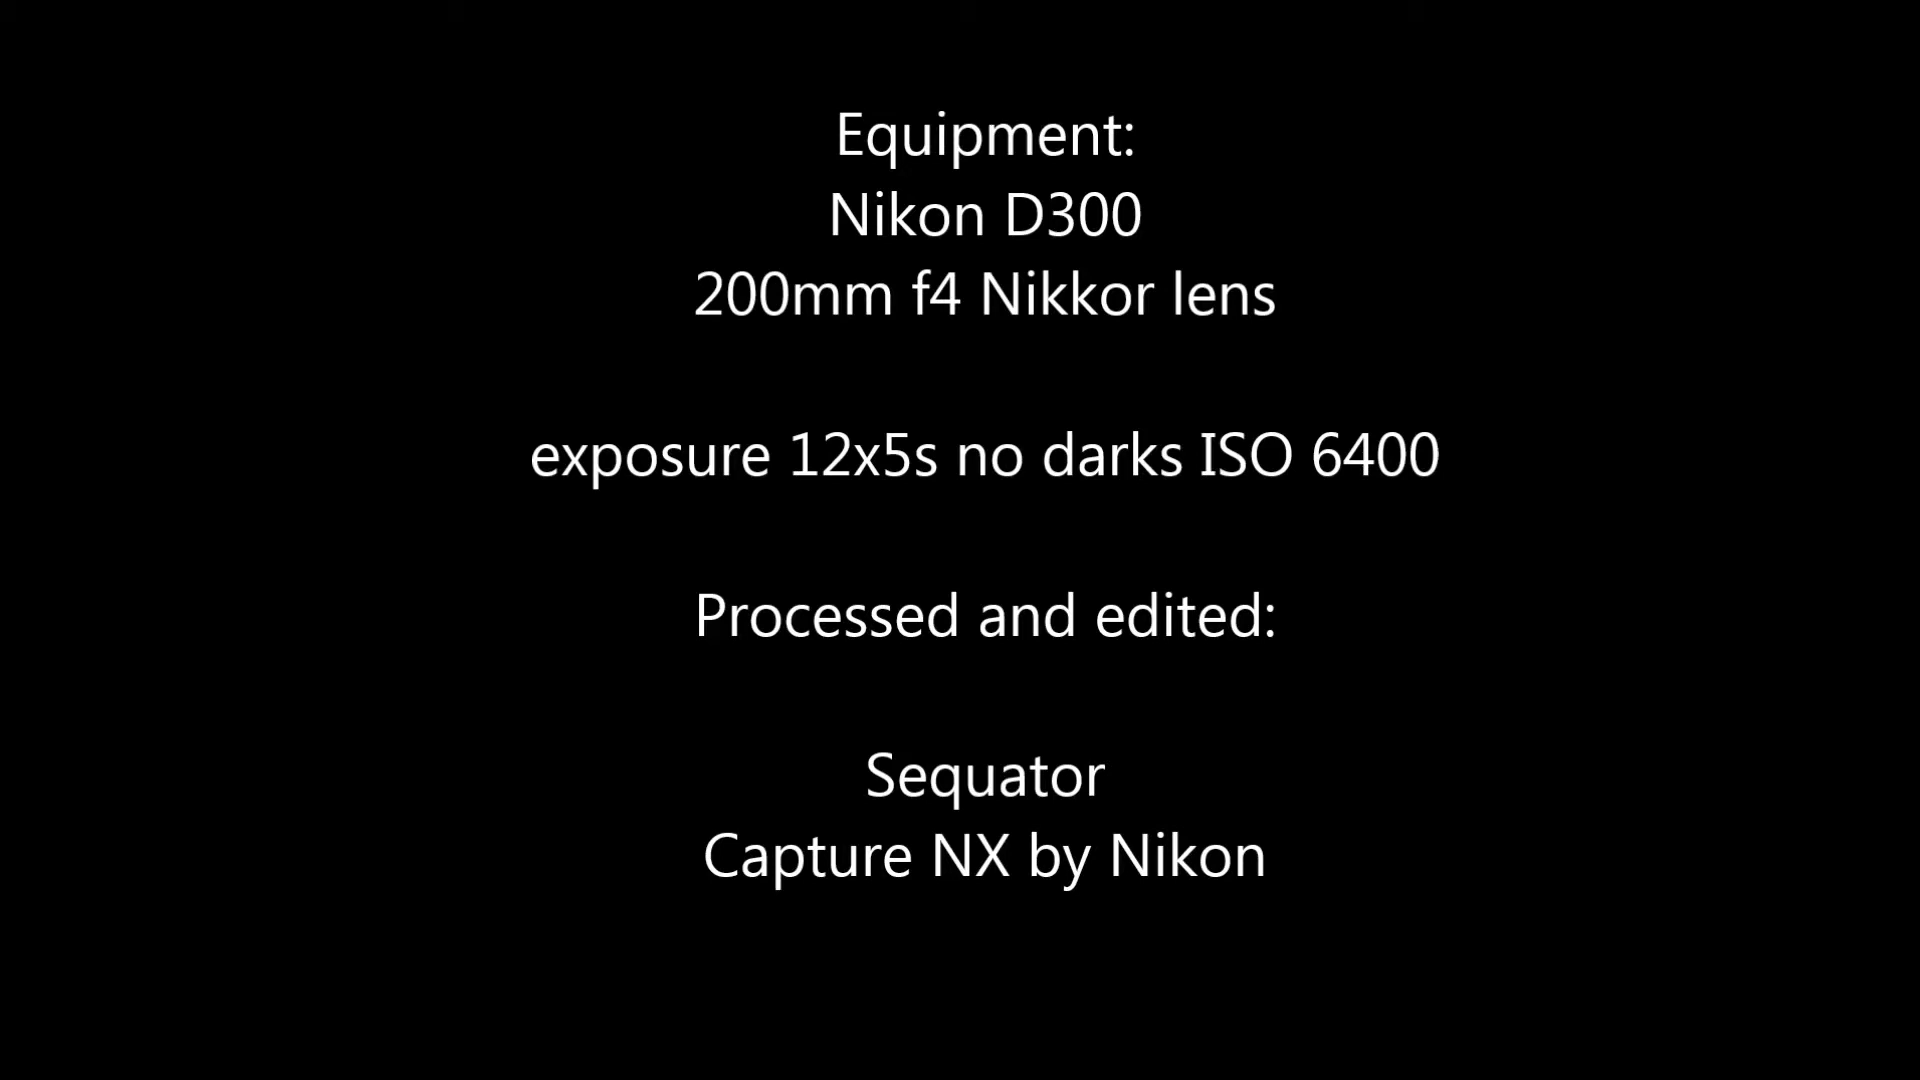 Equipment:
Nikon D300
200mm f4 Nikkor lens
exposure 12x5s no darks ISO 6400
Processed and edited:
Sequator
Capture NX by Nikon